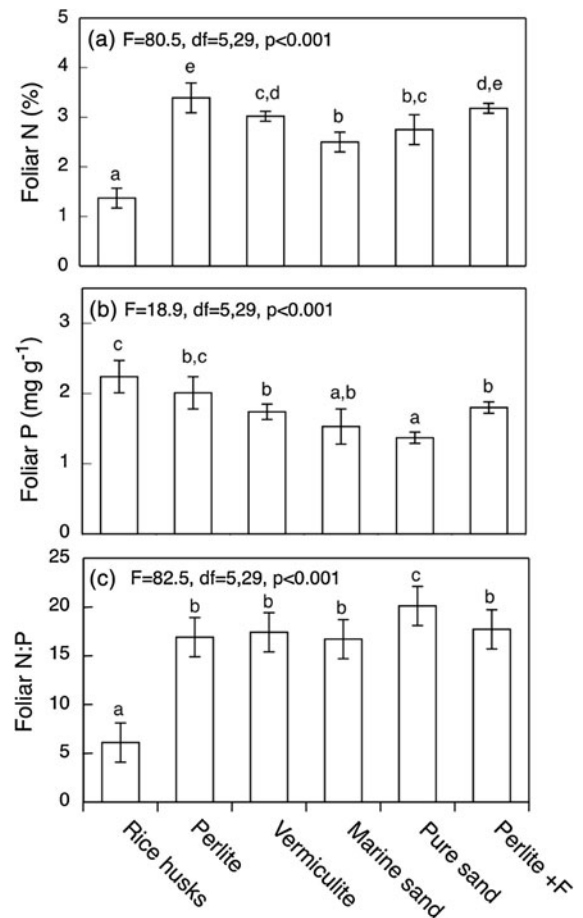 5
(a) F=80.5, df=5,29, p<0.001
e
d,e
4
c,d
b,c
b
3
a
2
1
0
Foliar N (%)
(b) F=18.9, df=5,29, p<0.001
3
c
b,c
b
a,b
a
b
2
1
0
Foliar P (mg g⁻¹)
25
(c) F=82.5, df=5,29, p<0.001
c
20
b
b
b
b
15
10
a
5
0
Foliar N:P
Rice husks
Perlite
Vermiculite
Marine sand
Pure sand
Perlite +F